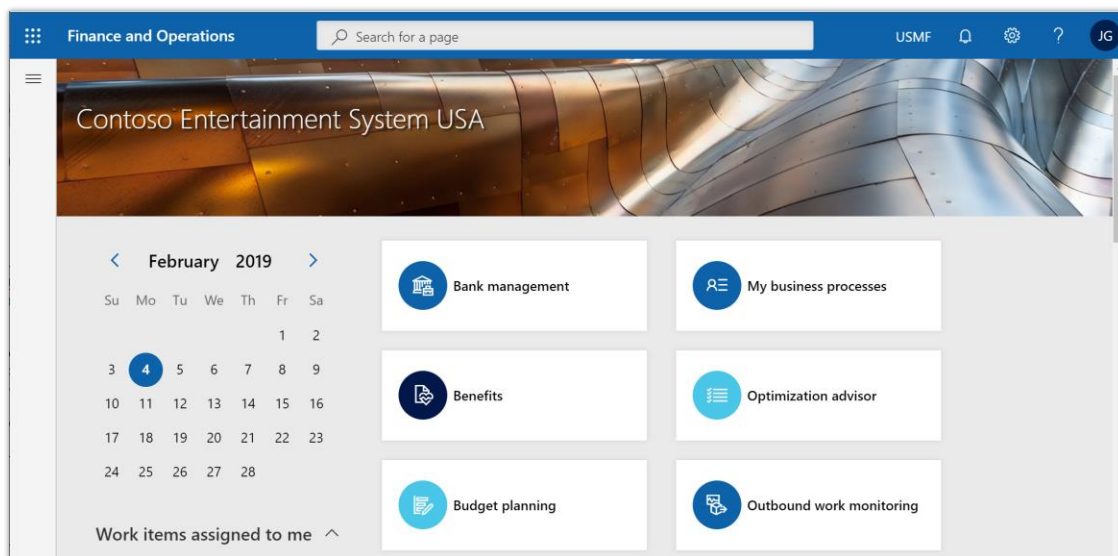 Finance and Operations
Search for a page
USMF
?
JG
Contoso Entertainment System USA
February 2019
Su Mo Tu We Th Fr Sa
1 2
3 4 5 6 7 8 9
10 11 12 13 14 15 16
17 18 19 20 21 22 23
24 25 26 27 28
Work items assigned to me
Bank management
My business processes
Benefits
Optimization advisor
Budget planning
Outbound work monitoring